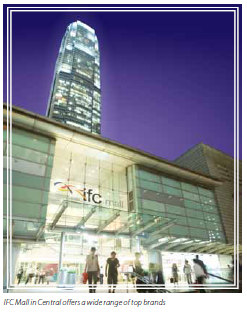 ifc mall
IFC Mall in Central offers a wide range of top brands